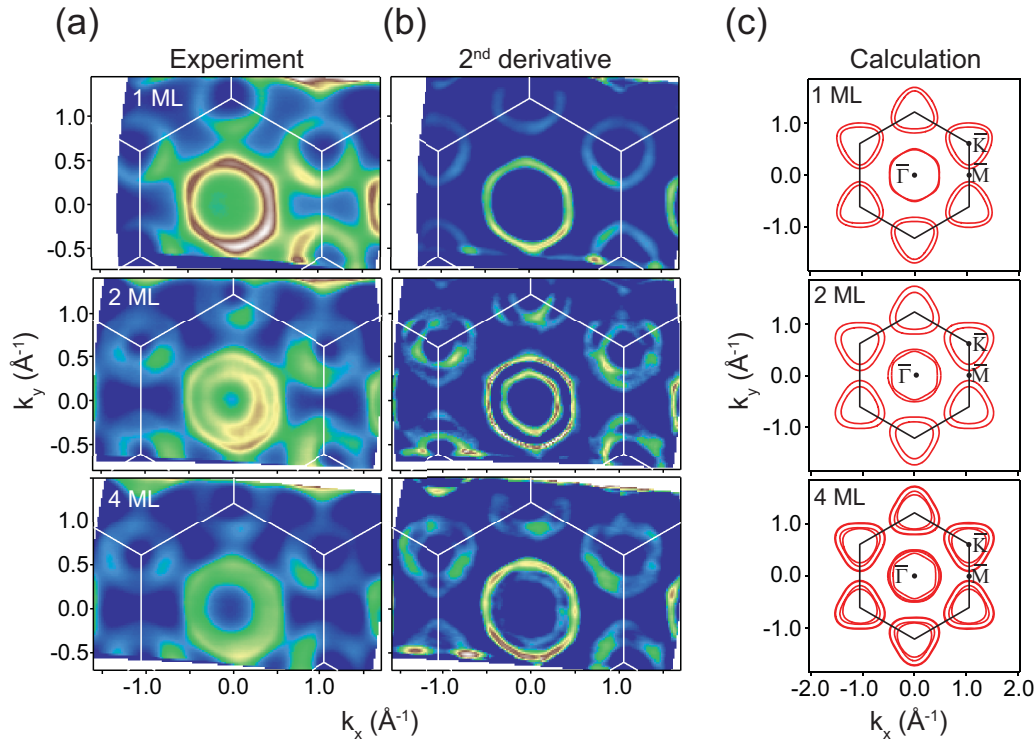 (a) (b) (c)
Experiment 2nd derivative Calculation
1 ML
1.0
0.5
0.0
-0.5
1 ML
1.0
0.0
-1.0
K̅
Γ̅
M̅
2 ML
1.0
0.5
0.0
-0.5
ky (Å-1)
2 ML
1.0
0.0
-1.0
ky (Å-1)
K̅
Γ̅
M̅
4 ML
1.0
0.5
0.0
-0.5
4 ML
1.0
0.0
-1.0
K̅
Γ̅
M̅
-1.0 0.0 1.0 -1.0 0.0 1.0 -2.0 -1.0 0.0 1.0 2.0
kx (Å-1) kx (Å-1)